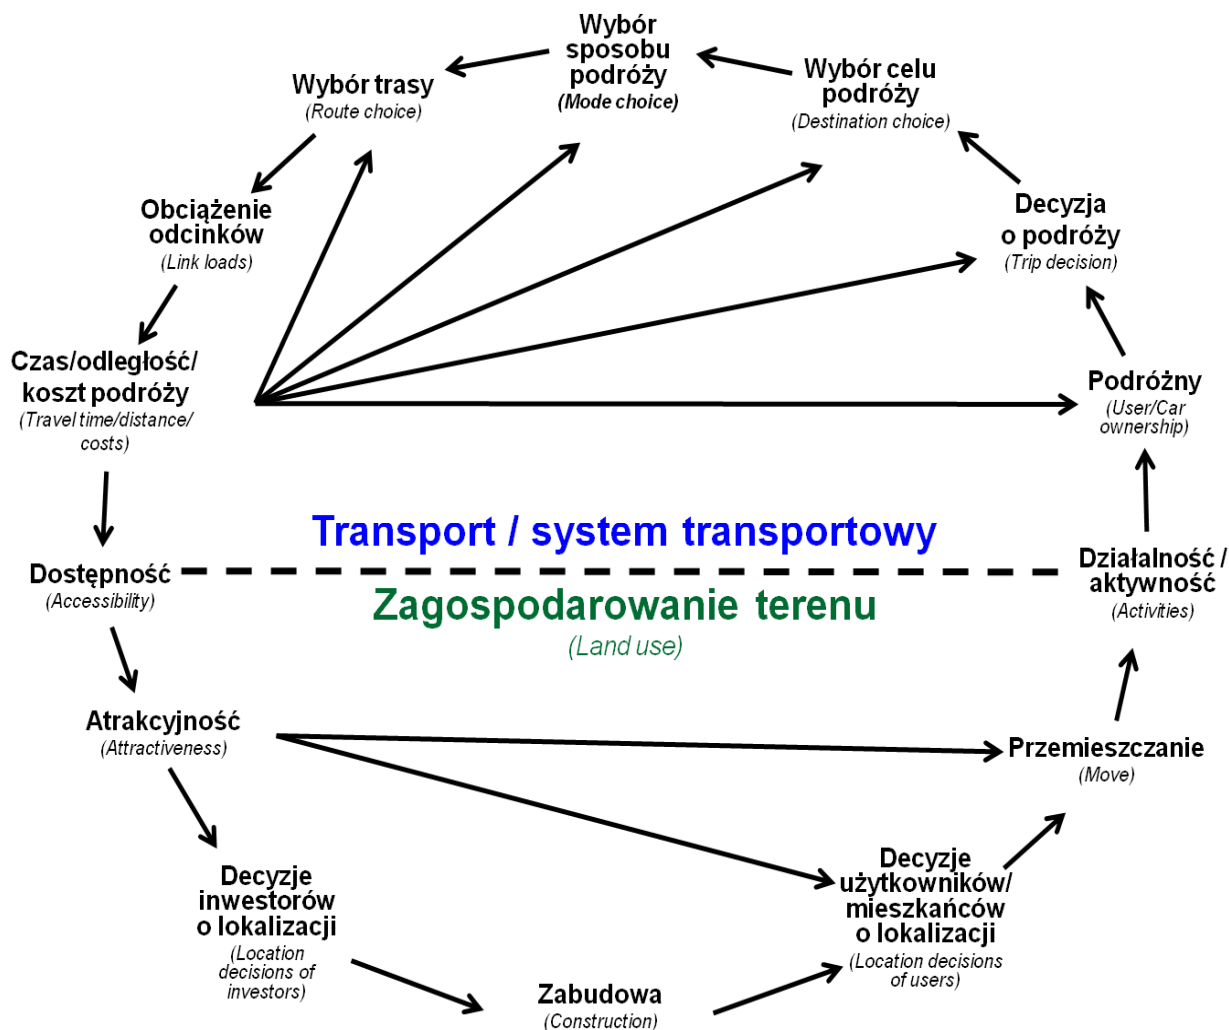 Wybór
sposobu
podróży
(Mode choice)
Wybór celu
podróży
(Destination choice)
Wybór trasy
(Route choice)
Decyzja
o podróży
(Trip decision)
Obciążenie
odcinków
(Link loads)
Czas/odległość/
koszt podróży
(Travel time/distance/
costs)
Podróżny
(User/Car
ownership)
Transport / system transportowy
Dostępność
(Accessibility)
Działalność /
aktywność
(Activities)
Zagospodarowanie terenu
(Land use)
Atrakcyjność
(Attractiveness)
Przemieszczanie
(Move)
Decyzje
inwestorów
o lokalizacji
(Location
decisions of
investors)
Decyzje
użytkowników/
mieszkańców
o lokalizacji
(Location decisions
of users)
Zabudowa
(Construction)